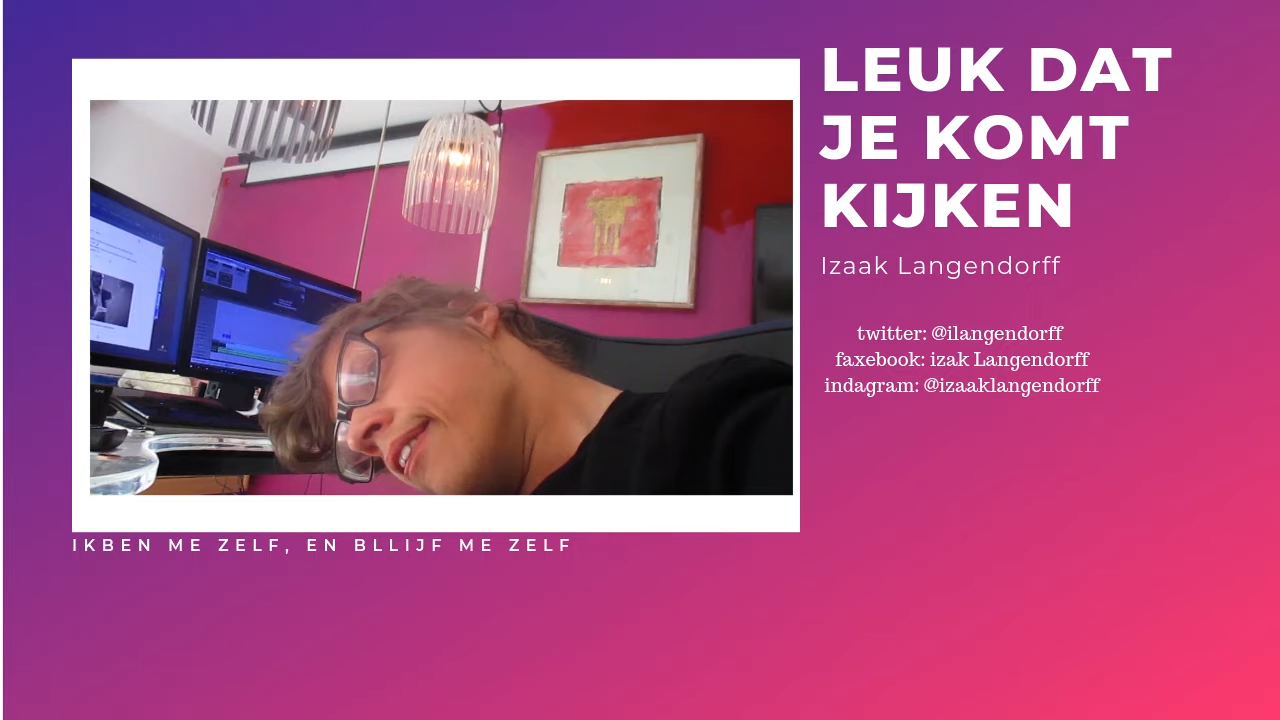 LEUK DAT
JE KOMT
KIJKEN
Izaak Langendorff
twitter: @ilangendorff
faxebook: izak Langendorff
indagram: @izaaklangendorff
IKBEN ME ZELF, EN BLLIJF ME ZELF